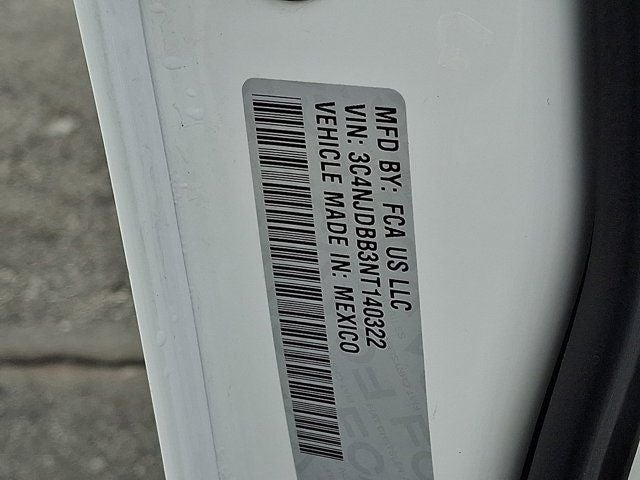 MFD BY: FCA US LLC
VIN: 3C4NJDBB3NT140322
VEHICLE MADE IN: MEXICO